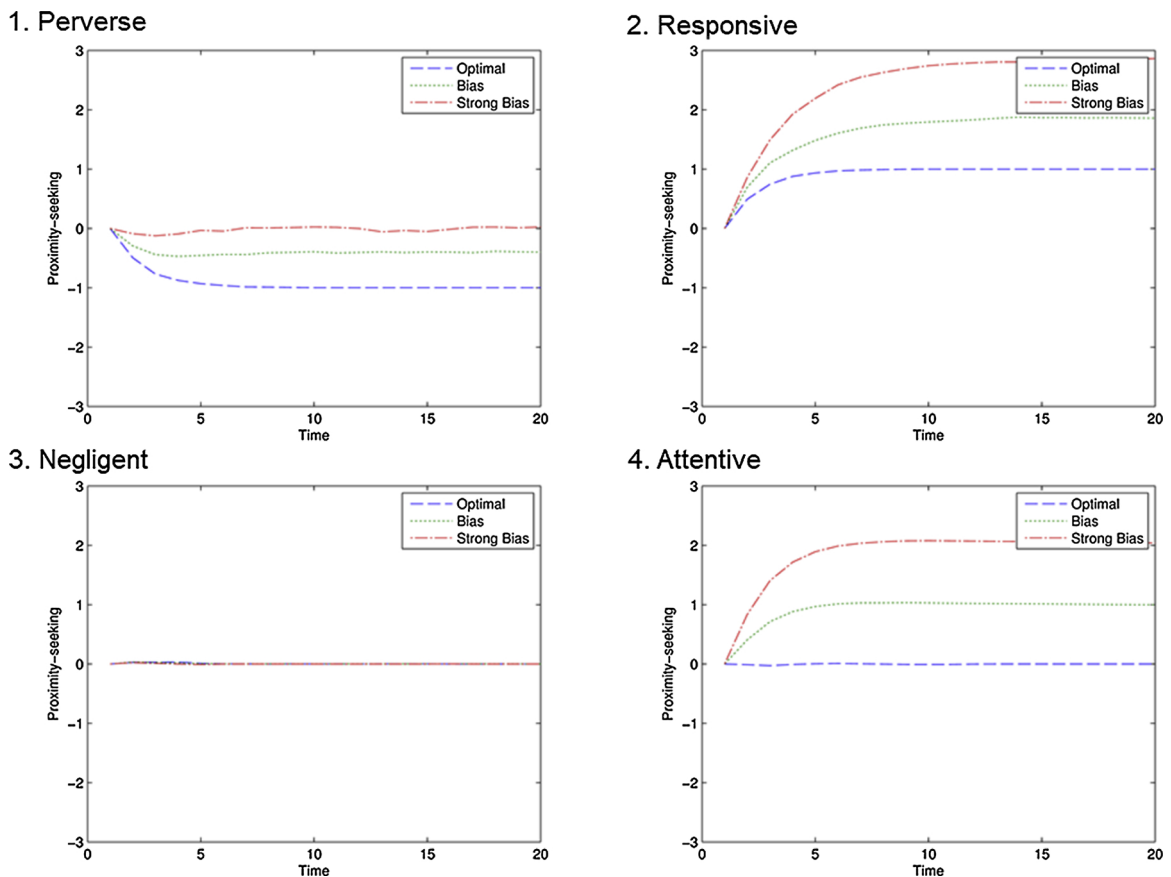 1. Perverse
3
2
1
0
−1
−2
−3
Proximity−seeking
0 5 10 15 20
Time
Optimal
Bias
Strong Bias
2. Responsive
3
2
1
0
−1
−2
−3
Proximity−seeking
0 5 10 15 20
Time
Optimal
Bias
Strong Bias
3. Negligent
3
2
1
0
−1
−2
−3
Proximity−seeking
0 5 10 15 20
Time
Optimal
Bias
Strong Bias
4. Attentive
3
2
1
0
−1
−2
−3
Proximity−seeking
0 5 10 15 20
Time
Optimal
Bias
Strong Bias